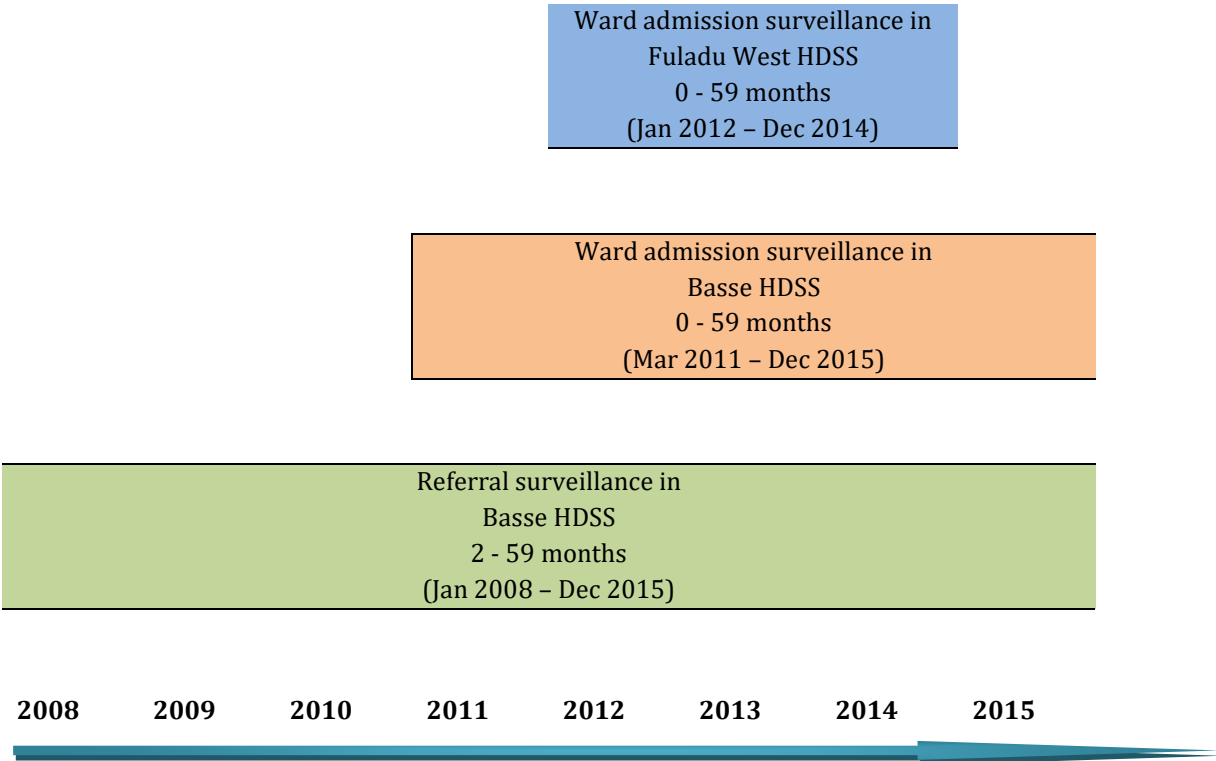 Ward admission surveillance in
Fuladu West HDSS
0 - 59 months
(Jan 2012 – Dec 2014)
Ward admission surveillance in
Basse HDSS
0 - 59 months
(Mar 2011 – Dec 2015)
Referral surveillance in
Basse HDSS
2 - 59 months
(Jan 2008 – Dec 2015)
2008 2009 2010 2011 2012 2013 2014 2015